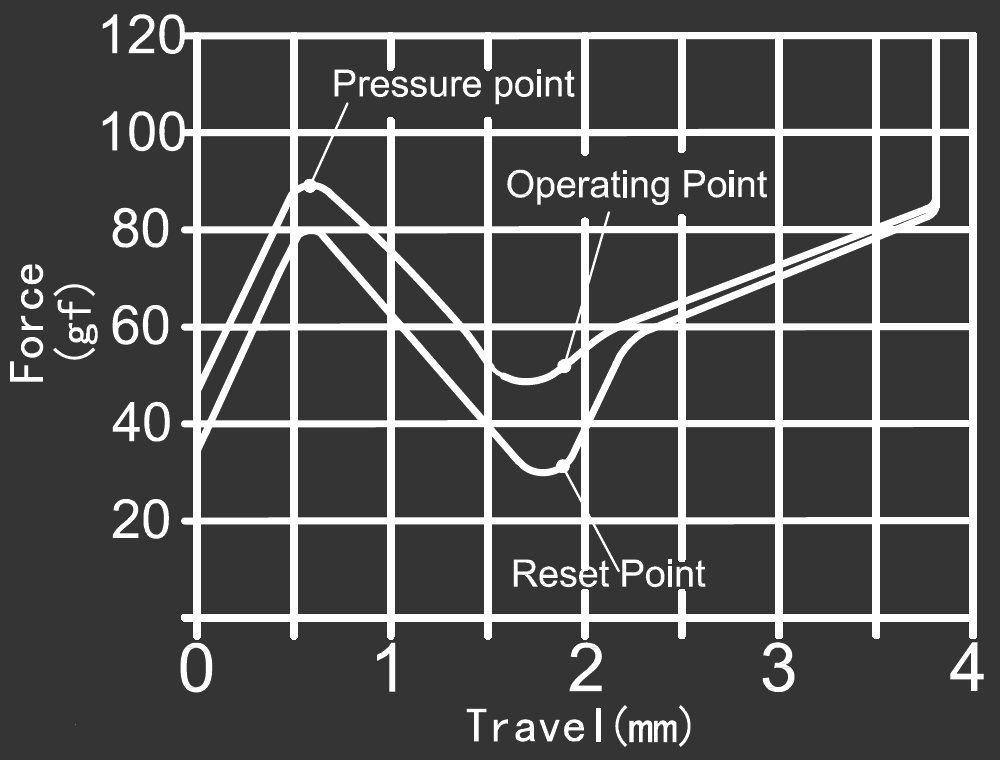 120
Pressure point
100
Operating Point
80
Force
(gf)
60
40
20
Reset Point
0 1 2 3 4
Travel(mm)